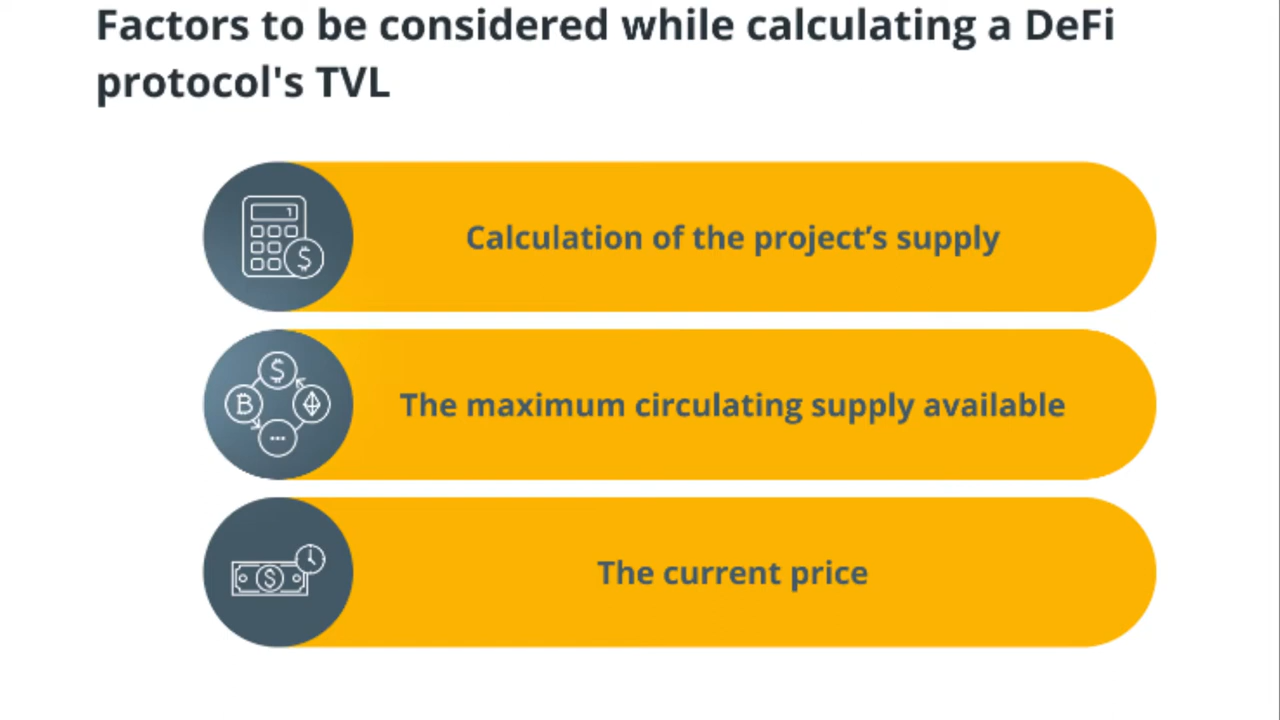 Factors to be considered while calculating a DeFi
protocol's TVL
Calculation of the project’s supply
The maximum circulating supply available
The current price